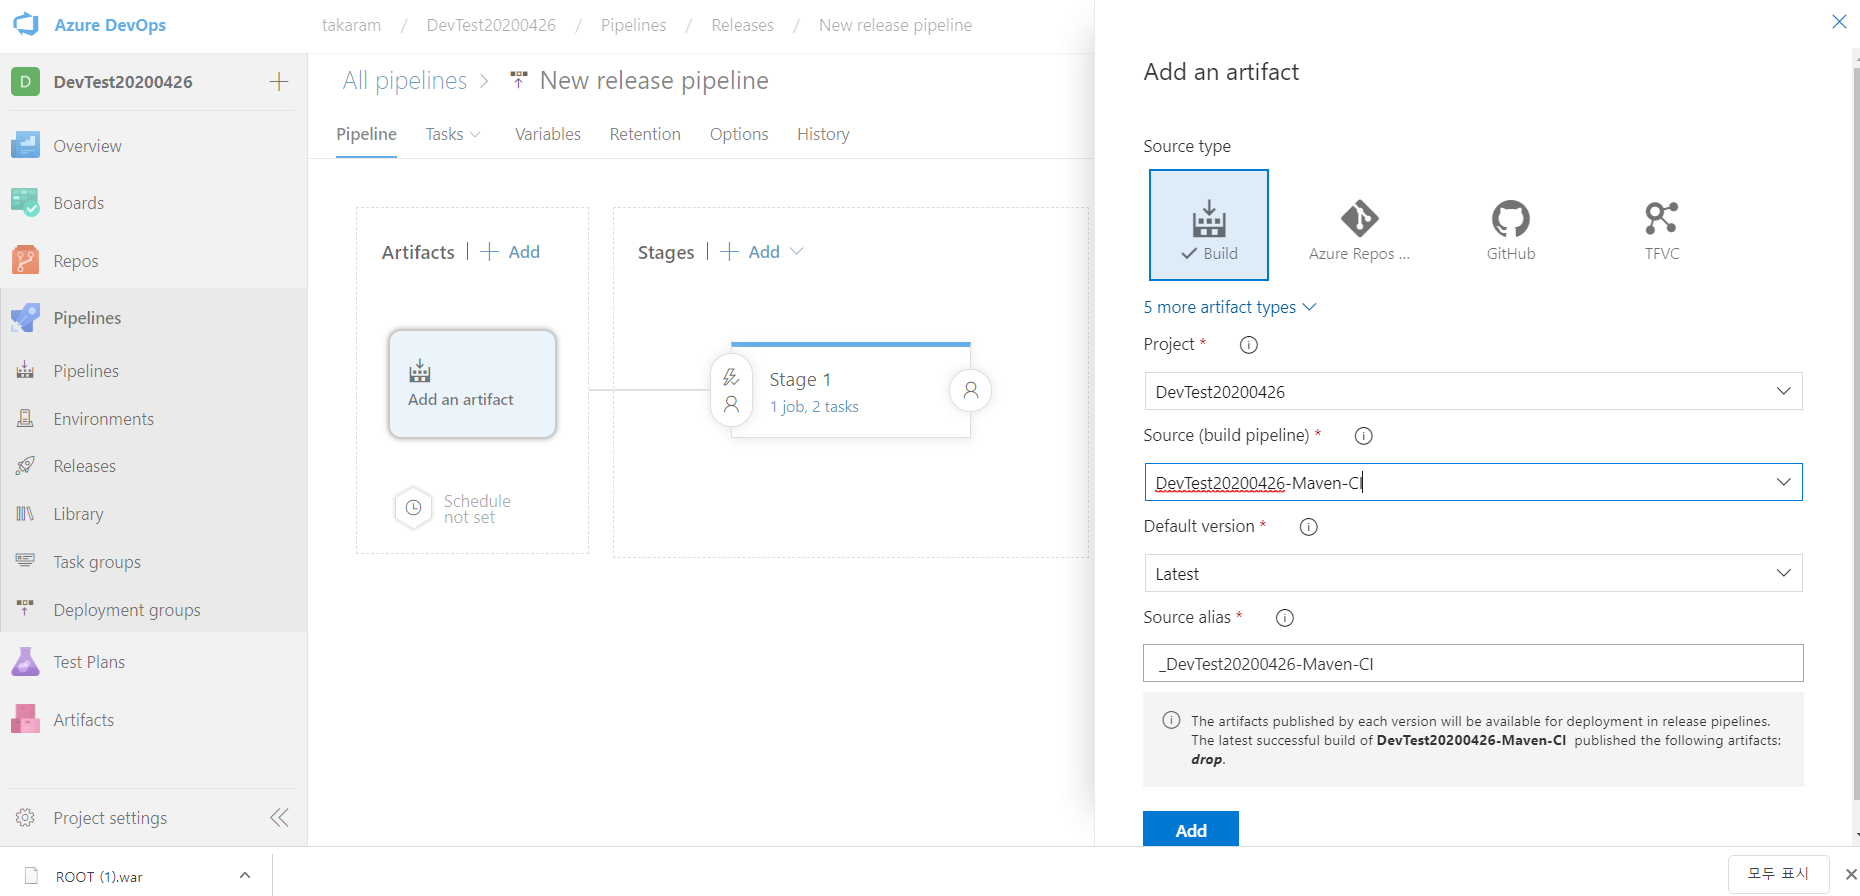 Azure DevOps
takaram / DevTest20200426 / Pipelines / Releases / New release pipeline
D DevTest20200426
Overview
Boards
Repos
Pipelines
Pipelines
Environments
Releases
Library
Task groups
Deployment groups
Test Plans
Artifacts
Project settings
All pipelines > New release pipeline
Pipeline Tasks Variables Retention Options History
Artifacts | + Add
Add an artifact
Schedule
not set
Stages | + Add
Stage 1
1 job, 2 tasks
Add an artifact
Source type
Build
Azure Repos ...
GitHub
TFVC
5 more artifact types
Project *
DevTest20200426
Source (build pipeline) *
DevTest20200426-Maven-CI
Default version *
Latest
Source alias *
_DevTest20200426-Maven-CI
The artifacts published by each version will be available for deployment in release pipelines.
The latest successful build of DevTest20200426-Maven-CI published the following artifacts:
drop.
Add
ROOT (1).war
모두 표시